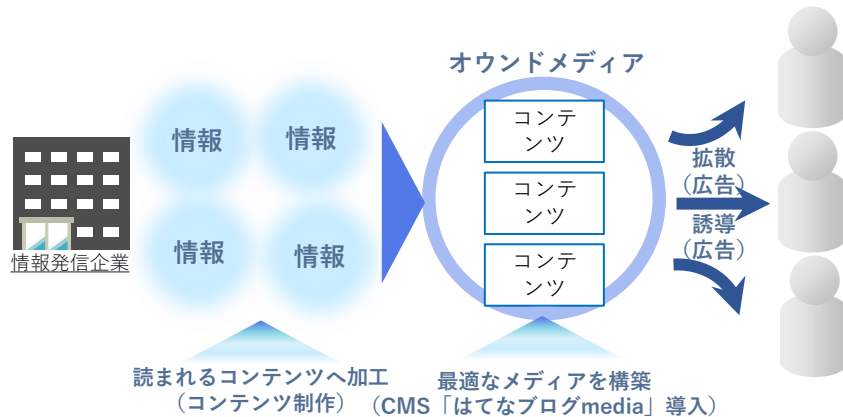 オウンドメディア
情報
情報
情報
情報
情報発信企業
コンテ
ンツ
コンテ
ンツ
コンテ
ンツ
拡散
（広告）
誘導
（広告）
読まれるコンテンツへ加工
（コンテンツ制作）
最適なメディアを構築
（CMS「はてなブログmedia」導入）